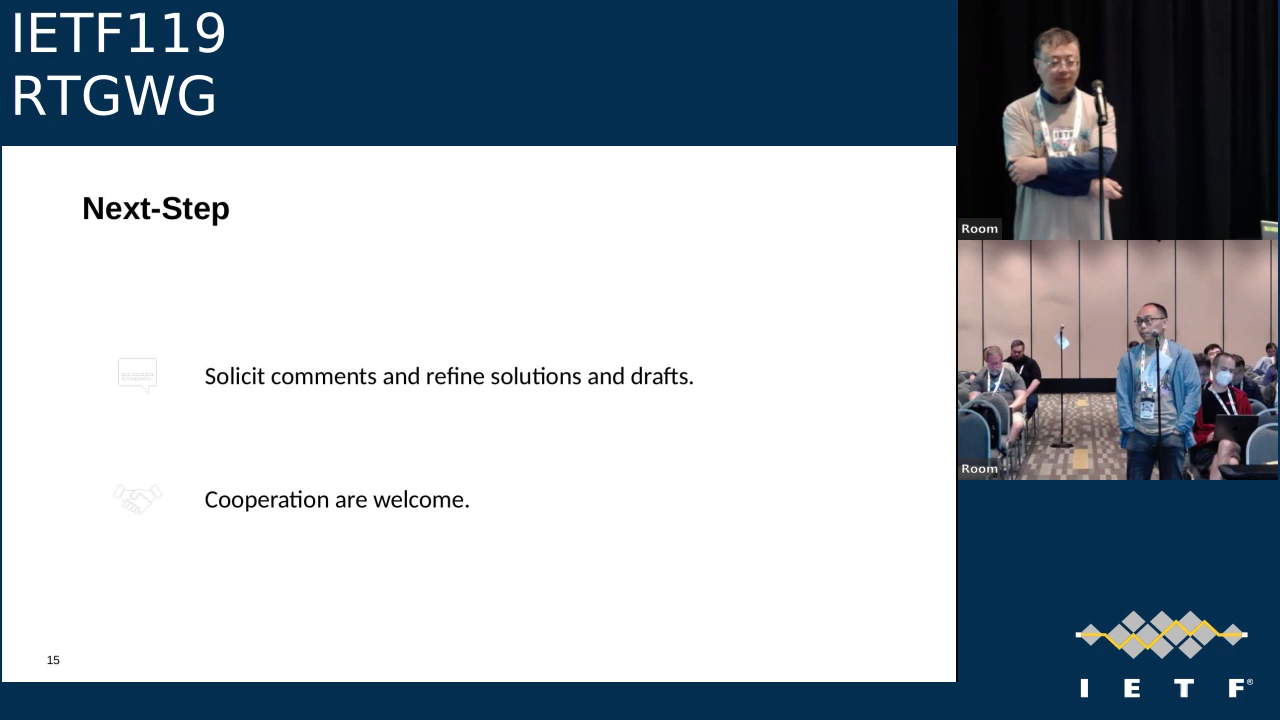 IETF119
RTGWG
Next-Step
Solicit comments and refine solutions and drafts.
Cooperation are welcome.
15
Room
Room
I E T F®